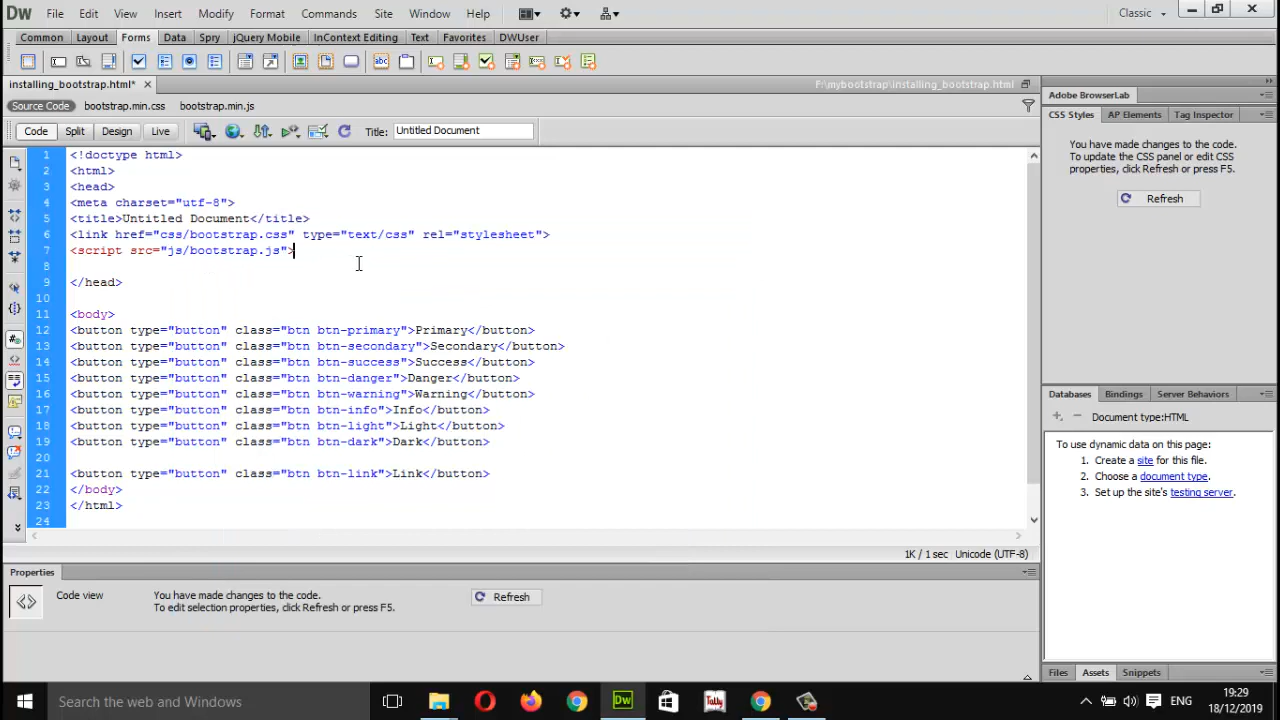 Dw File Edit View Insert Modify Format Commands Site Window Help Classic
Common Layout Forms Data Spry jQuery Mobile InContext Editing Text Favorites DWUser
installing_bootstrap.html* F:\mybootstrap\installing_bootstrap.html
Source Code bootstrap.min.css bootstrap.min.js
Code Split Design Live Title: Untitled Document
1 <!doctype html>
2 <html>
3 <head>
4 <meta charset="utf-8">
5 <title>Untitled Document</title>
6 <link href="css/bootstrap.css" type="text/css" rel="stylesheet">
7 <script src="js/bootstrap.js">
8
9 </head>
10
11 <body>
12 <button type="button" class="btn btn-primary">Primary</button>
13 <button type="button" class="btn btn-secondary">Secondary</button>
14 <button type="button" class="btn btn-success">Success</button>
15 <button type="button" class="btn btn-danger">Danger</button>
16 <button type="button" class="btn btn-warning">Warning</button>
17 <button type="button" class="btn btn-info">Info</button>
18 <button type="button" class="btn btn-light">Light</button>
19 <button type="button" class="btn btn-dark">Dark</button>
20
21 <button type="button" class="btn btn-link">Link</button>
22 </body>
23 </html>
24
1K / 1 sec Unicode (UTF-8)
Properties
Code view
You have made changes to the code.
To edit selection properties, click Refresh or press F5.
Refresh
Adobe BrowserLab
CSS Styles AP Elements Tag Inspector
You have made changes to the code.
To update the CSS panel or edit CSS
properties, click Refresh or press F5.
Refresh
Databases Bindings Server Behaviors
Document type:HTML
To use dynamic data on this page:
1. Create a site for this file.
2. Choose a document type.
3. Set up the site's testing server.
Files Assets Snippets
Search the web and Windows
Dw
Tally
ENG
19:29
18/12/2019